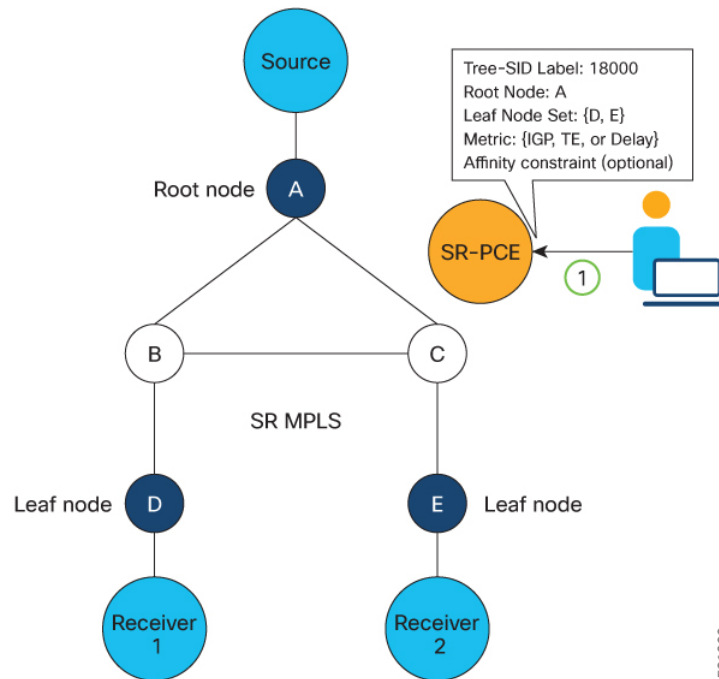 Source
Tree-SID Label: 18000
Root Node: A
Leaf Node Set: {D, E}
Metric: {IGP, TE, or Delay}
Affinity constraint (optional)
Root node
A
SR-PCE
1
B
C
SR MPLS
Leaf node
D
E
Leaf node
Receiver
1
Receiver
2